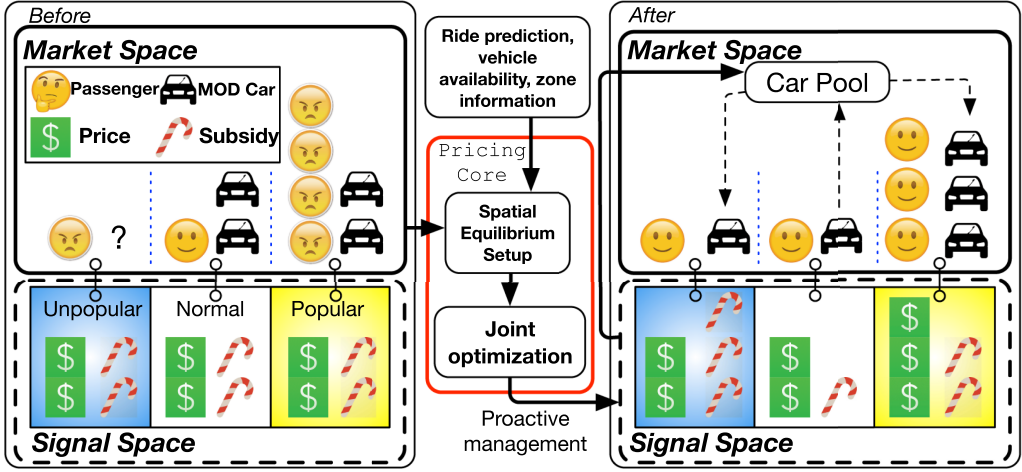 Before
Market Space
Passenger
MOD Car
$ Price
Subsidy
?
Unpopular
Normal
Popular
$ $ $
$ $ $
Signal Space
Ride prediction,
vehicle
availability, zone
information
Pricing
Core
Spatial
Equilibrium
Setup
Joint
optimization
Proactive
management
After
Market Space
Car Pool
$
$ $
$ $ $
Signal Space